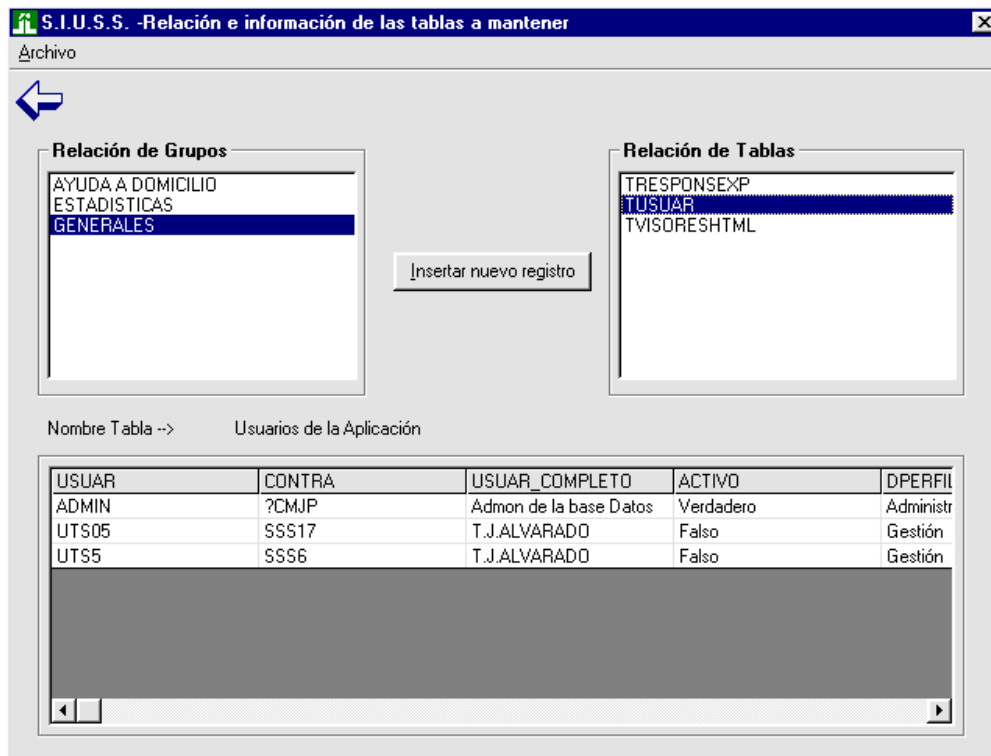 S.I.U.S.S. -Relación e información de las tablas a mantener
Archivo
Relación de Grupos
AYUDA A DOMICILIO
ESTADISTICAS
GENERALES
Insertar nuevo registro
Relación de Tablas
TRESPONSEXP
TUSUAR
TVISORESHTML
Nombre Tabla --> Usuarios de la Aplicación
USUAR CONTRA USUAR_COMPLETO ACTIVO DPERFIL
ADMIN ?CMJP Admon de la base Datos Verdadero Administr
UTS05 SSS17 T.J.ALVARADO Falso Gestión
UTS5 SSS6 T.J.ALVARADO Falso Gestión